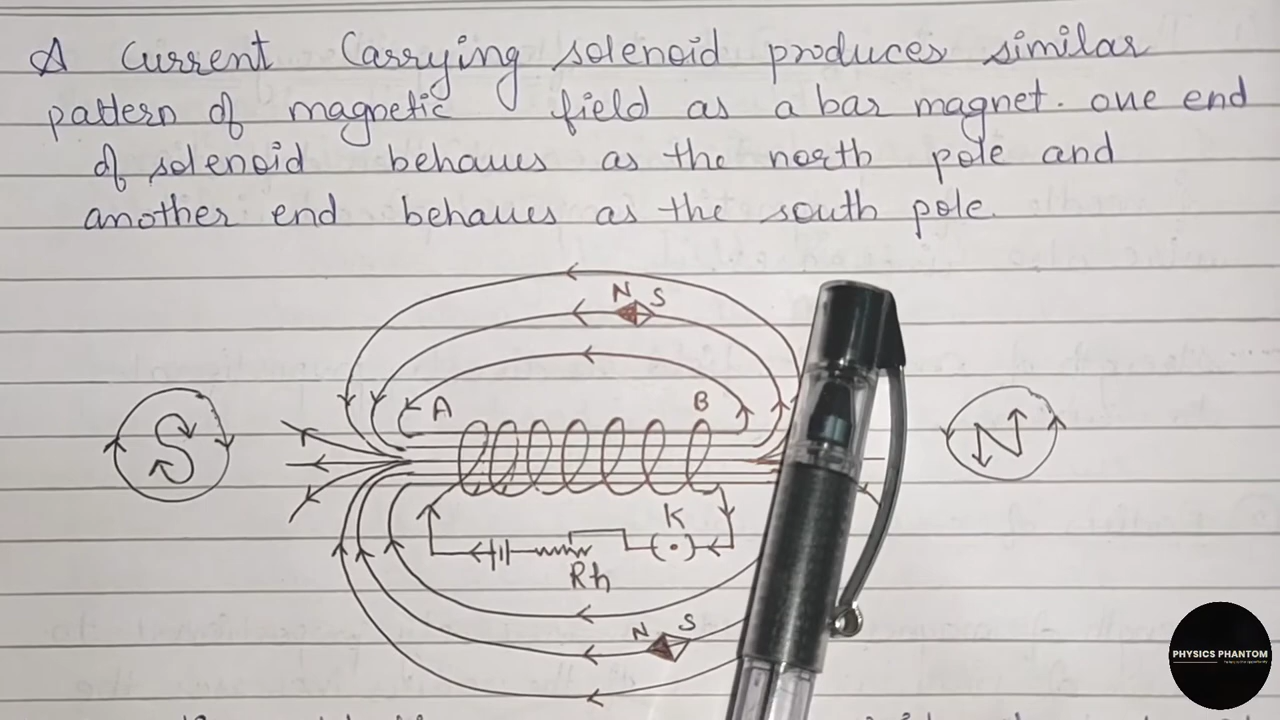 A Current Carrying solenoid produces similar
pattern of magnetic field as a bar magnet. one end
of solenoid behaves as the north pole and
another end behaves as the south pole.
N S
A B
S
N
K
Rh
N S
PHYSICS PHANTOM